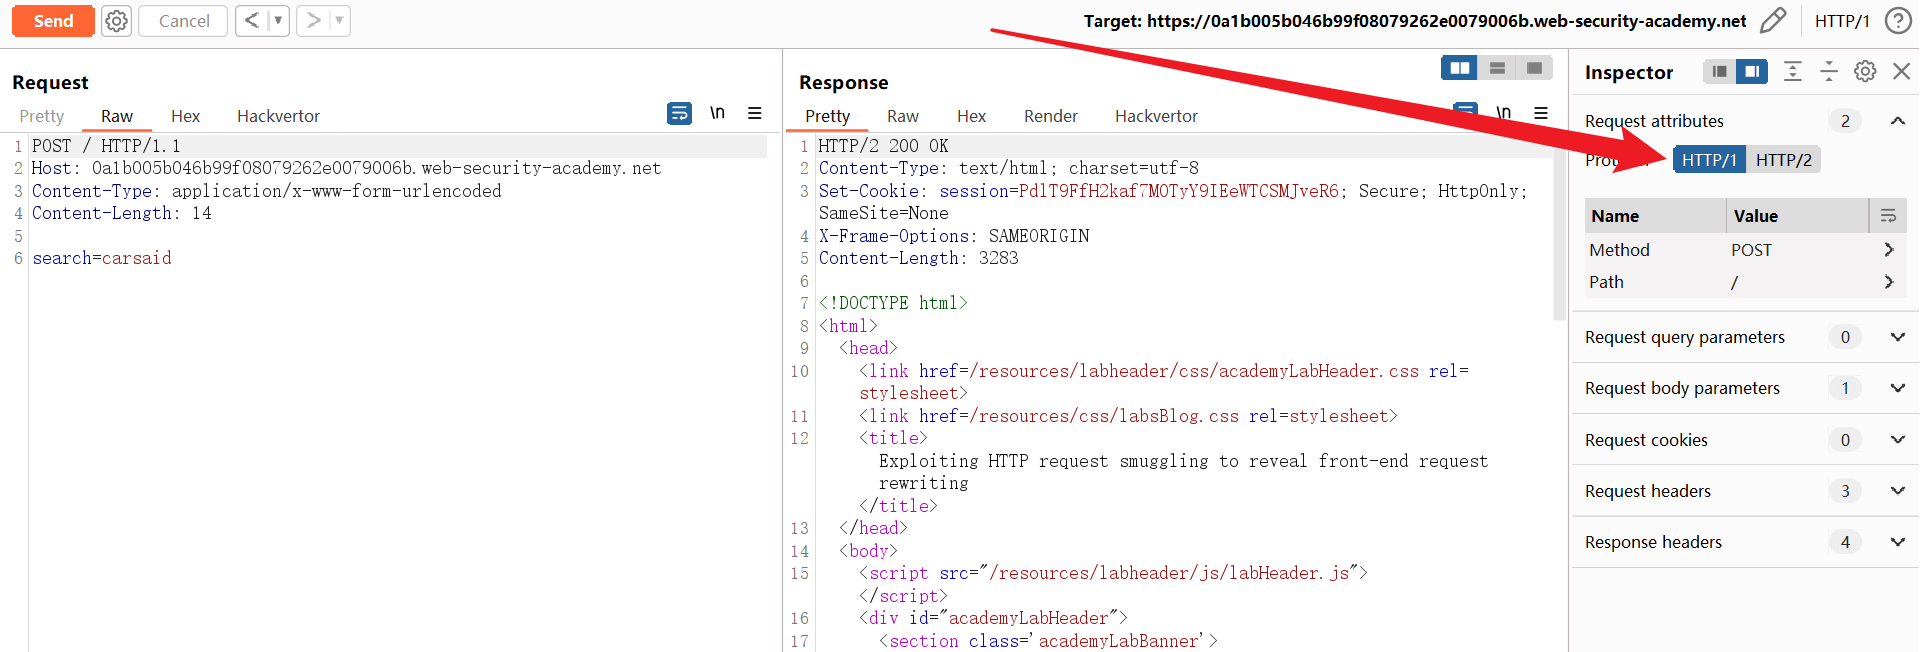 Send
Cancel
Target: https://0a1b005b046b99f08079262e0079006b.web-security-academy.net
HTTP/1
Request
Pretty
Raw
Hex
Hackvertor
\n
1 POST / HTTP/1.1
2 Host: 0a1b005b046b99f08079262e0079006b.web-security-academy.net
3 Content-Type: application/x-www-form-urlencoded
4 Content-Length: 14
5
6 search=carsaid
Response
Pretty
Raw
Hex
Render
Hackvertor
\n
1 HTTP/2 200 OK
2 Content-Type: text/html; charset=utf-8
3 Set-Cookie: session=PdlT9FfH2kaf7MOTyY9IEeWTCSMJveR6; Secure; HttpOnly;
SameSite=None
4 X-Frame-Options: SAMEORIGIN
5 Content-Length: 3283
6
7 <!DOCTYPE html>
8 <html>
9 <head>
10 <link href=/resources/labheader/css/academyLabHeader.css rel=
stylesheet>
11 <link href=/resources/css/labsBlog.css rel=stylesheet>
12 <title>
Exploiting HTTP request smuggling to reveal front-end request
rewriting
</title>
13 </head>
14 <body>
15 <script src="/resources/labheader/js/labHeader.js">
</script>
16 <div id="academyLabHeader">
17 <section class='academyLabBanner'>
Inspector
Request attributes 2
HTTP/1 HTTP/2
Name Value
Method POST
Path /
Request query parameters 0
Request body parameters 1
Request cookies 0
Request headers 3
Response headers 4